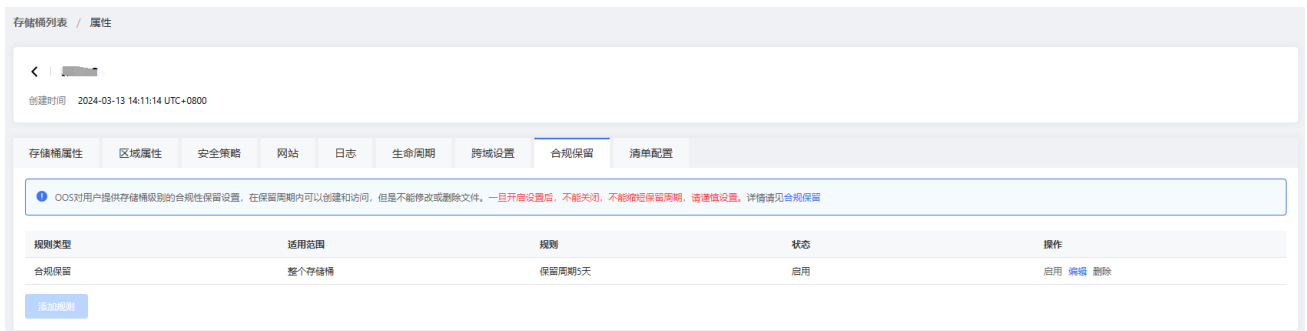 存储桶列表 / 属性
创建时间 2024-03-13 14:11:14 UTC+0800
存储桶属性 区域属性 安全策略 网站 日志 生命周期 跨域设置 合规保留 清单配置
OOS对用户提供存储桶级别的合规性保留设置，在保留周期内可以创建和访问，但是不能修改或删除文件。一旦开启设置后，不能关闭，不能缩短保留周期，请谨慎设置。详情请见合规保留
规则类型 适用范围 规则 状态 操作
合规保留 整个存储桶 保留周期5天 启用 启用 编辑 删除
添加规则